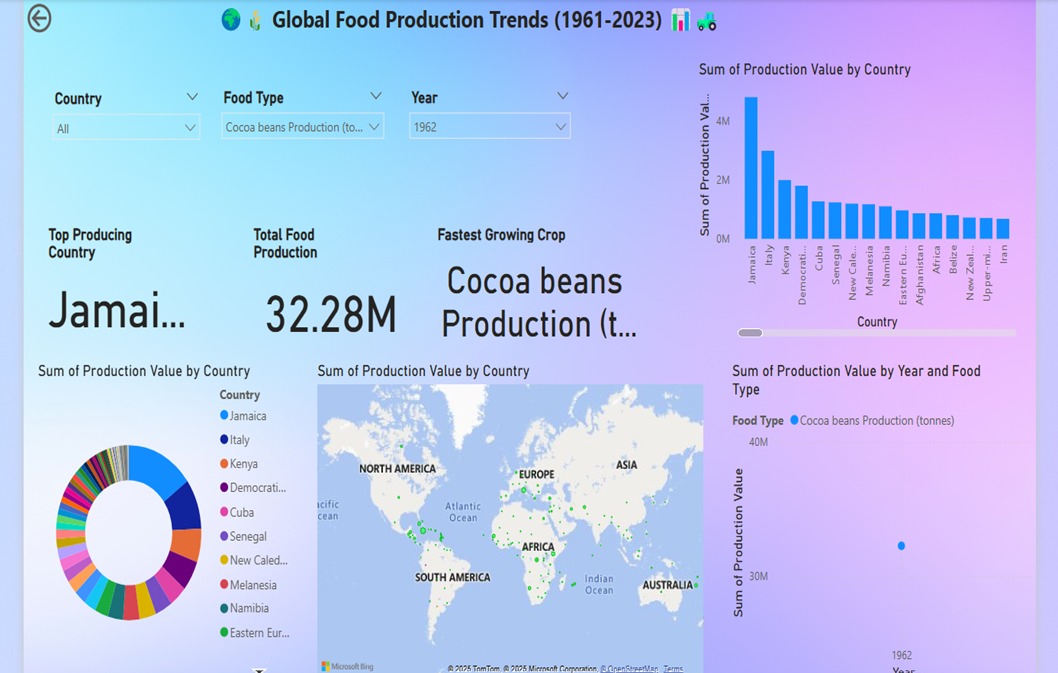 Global Food Production Trends (1961-2023)
Country
All
Food Type
Cocoa beans Production (to...
Year
1962
Top Producing
Country
Jamai...
Total Food
Production
32.28M
Fastest Growing Crop
Cocoa beans
Production (t...
Sum of Production Value by Country
Sum of Production Val...
4M
2M
0M
Jamaica
Italy
Kenya
Democrati...
Cuba
Senegal
New Cale...
Melanesia
Namibia
Eastern Eu...
Afghanistan
Africa
Belize
New Zeal...
Upper-mi...
Iran
Country
Sum of Production Value by Country
Country
Jamaica
Italy
Kenya
Democrati...
Cuba
Senegal
New Caled...
Melanesia
Namibia
Eastern Eur...
Sum of Production Value by Country
NORTH AMERICA
EUROPE
ASIA
acific
cean
Atlantic
Ocean
AFRICA
SOUTH AMERICA
Indian
Ocean
AUSTRALIA
Microsoft Bing
© 2025 TomTom, © 2025 Microsoft Corporation, © OpenStreetMap Terms
Sum of Production Value by Year and Food
Type
Food Type Cocoa beans Production (tonnes)
Sum of Production Value
40M
30M
1962
Year